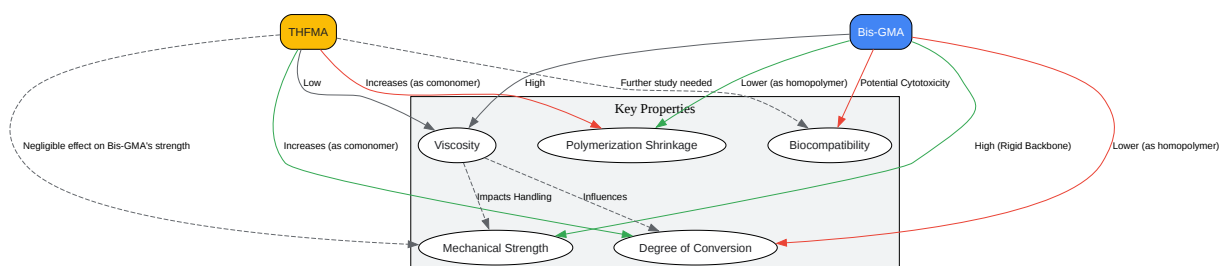 THFMA
Bis-GMA
Low
Increases (as comonomer)
Further study needed
High
Lower (as homopolymer)
Potential Cytotoxicity
Key Properties
Negligible effect on Bis-GMA's strength
Increases (as comonomer)
Viscosity
Polymerization Shrinkage
Biocompatibility
High (Rigid Backbone)
Lower (as homopolymer)
Impacts Handling
Influences
Mechanical Strength
Degree of Conversion